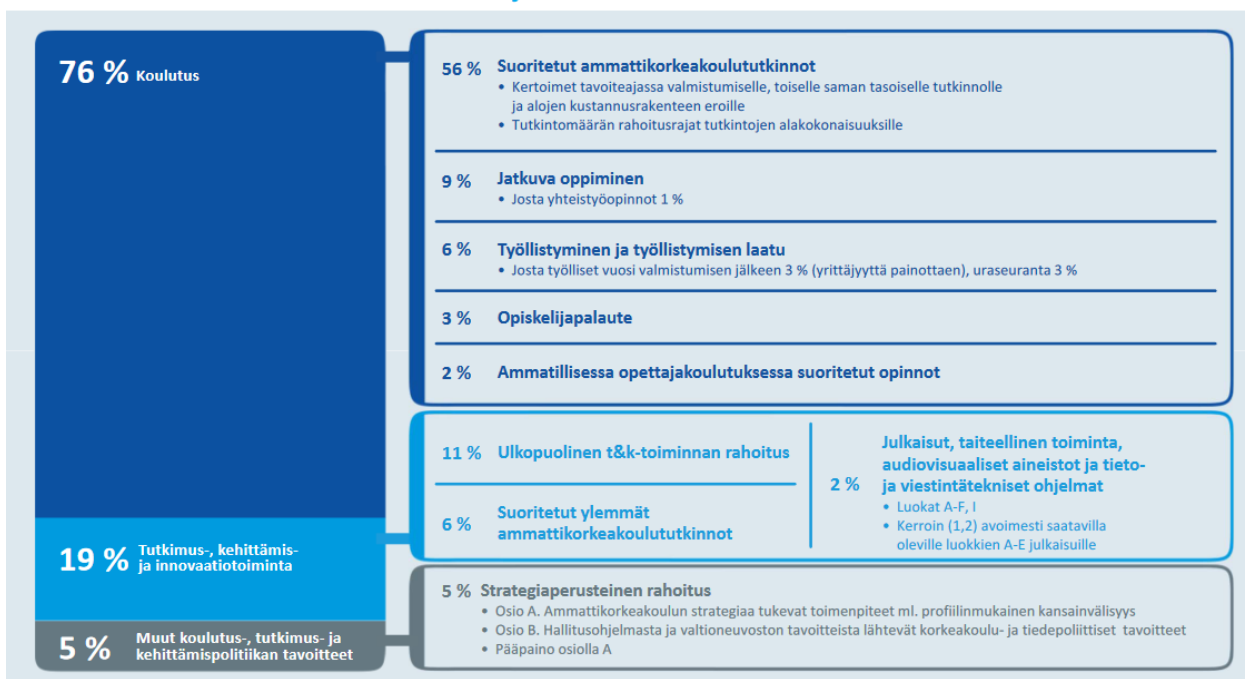 76 % Koulutus
56 % Suoritetut ammattikorkeakoulututkinnot
• Kertoimet tavoiteajassa valmistumiselle, toiselle saman tasoiselle tutkinnolle
ja alojen kustannusrakenteen eroille
• Tutkintomäärän rahoitusrajat tutkintojen alakokonaisuuksille
9 % Jatkuva oppiminen
• Josta yhteistyöopinnot 1 %
6 % Työllistyminen ja työllistymisen laatu
• Josta työlliset vuosi valmistumisen jälkeen 3 % (yrittäjyyttä painottaen), uraseuranta 3 %
3 % Opiskelijapalaute
2 % Ammatillisessa opettajakoulutuksessa suoritetut opinnot
19 % Tutkimus-, kehittämis-
ja innovaatiotoiminta
11 % Ulkopuolinen t&k-toiminnan rahoitus
6 % Suoritetut ylemmät
ammattikorkeakoulututkinnot
2 % Julkaisut, taiteellinen toiminta,
audiovisuaaliset aineistot ja tieto-
ja viestintätekniset ohjelmat
• Luokat A-F, I
• Kerroin (1,2) avoimesti saatavilla
oleville luokkien A-E julkaisuille
5 % Muut koulutus-, tutkimus- ja
kehittämispolitiikan tavoitteet
5 % Strategiaperusteinen rahoitus
• Osio A. Ammattikorkeakoulun strategiaa tukevat toimenpiteet ml. profiilinmukainen kansainvälisyys
• Osio B. Hallitusohjelmasta ja valtioneuvoston tavoitteista lähtevät korkeakoulu- ja tiedepoliittiset tavoitteet
• Pääpaino osiolla A